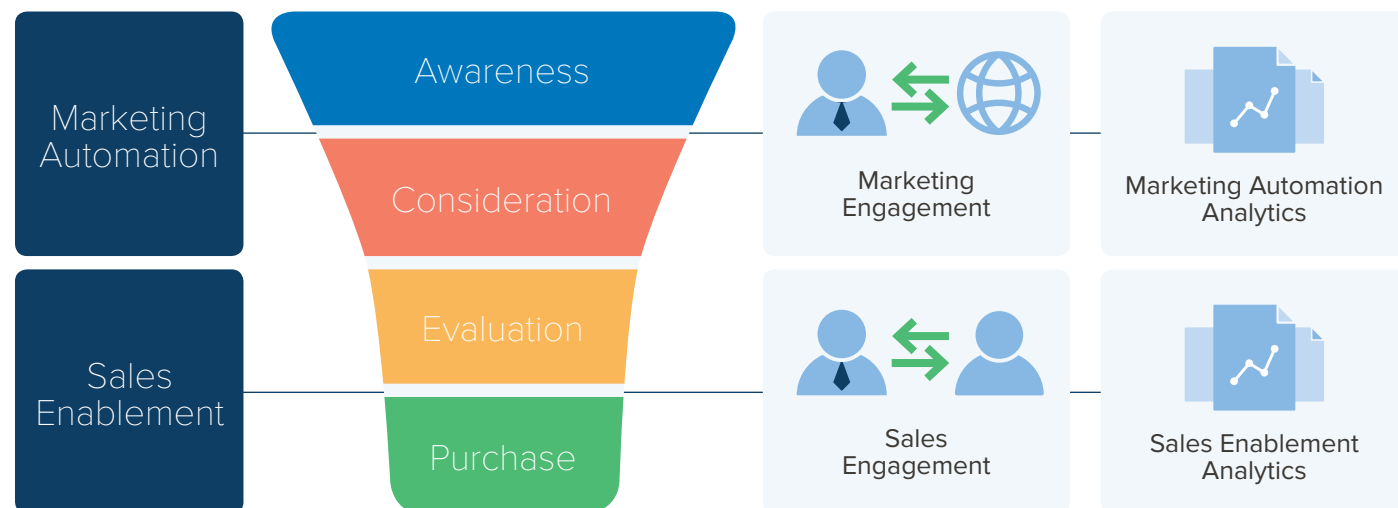 Marketing
Automation
Awareness
Consideration
Marketing
Engagement
Marketing Automation
Analytics
Sales
Enablement
Evaluation
Purchase
Sales
Engagement
Sales Enablement
Analytics